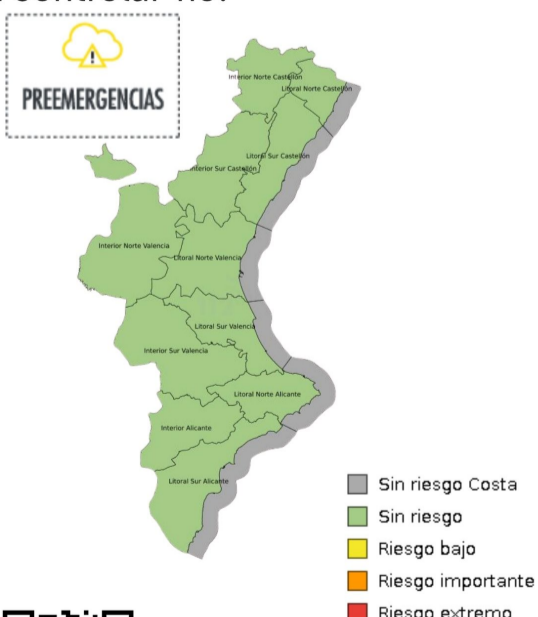 PREEMERGENCIAS
Interior Norte Castellón
Litoral Norte Castellón
Litoral Sur Castellón
Interior Sur Castellón
Interior Norte Valencia
Litoral Norte Valencia
Litoral Sur Valencia
Interior Sur Valencia
Litoral Norte Alicante
Interior Alicante
Litoral Sur Alicante
Sin riesgo Costa
Sin riesgo
Riesgo bajo
Riesgo importante
Riesgo extremo